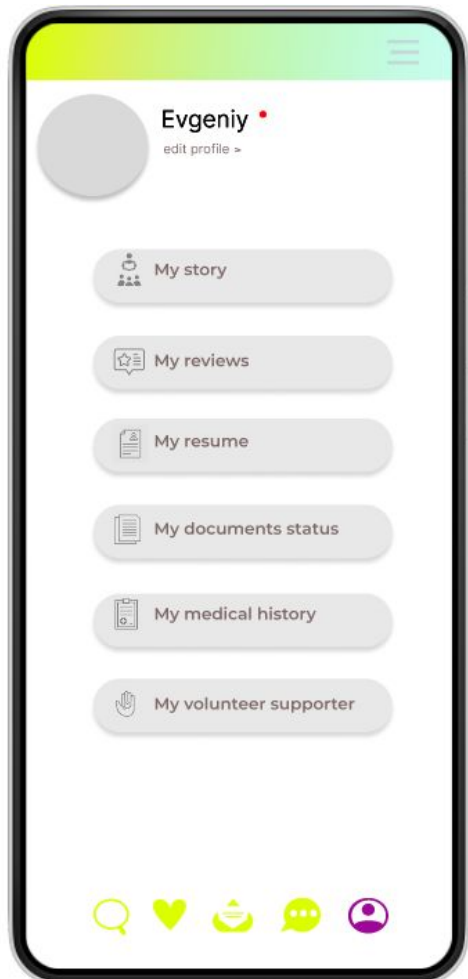 Evgeniy
edit profile >
My story
My reviews
My resume
My documents status
My medical history
My volunteer supporter